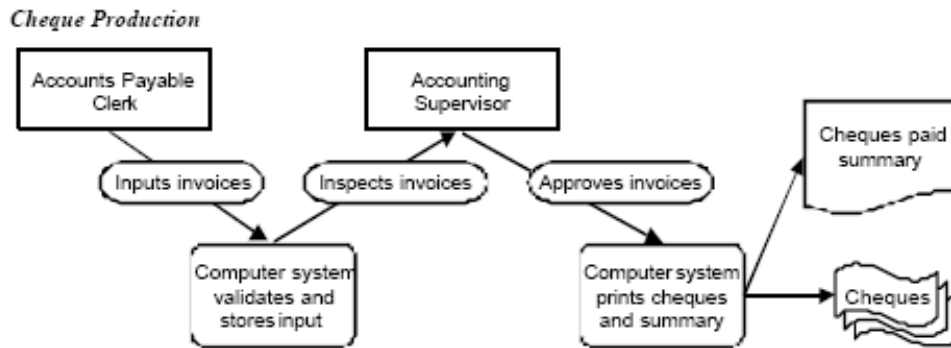 Cheque Production
Accounts Payable
Clerk
Accounting
Supervisor
Cheques paid
summary
Inputs invoices
Inspects invoices
Approves invoices
Computer system
validates and
stores input
Computer system
prints cheques
and summary
Cheques